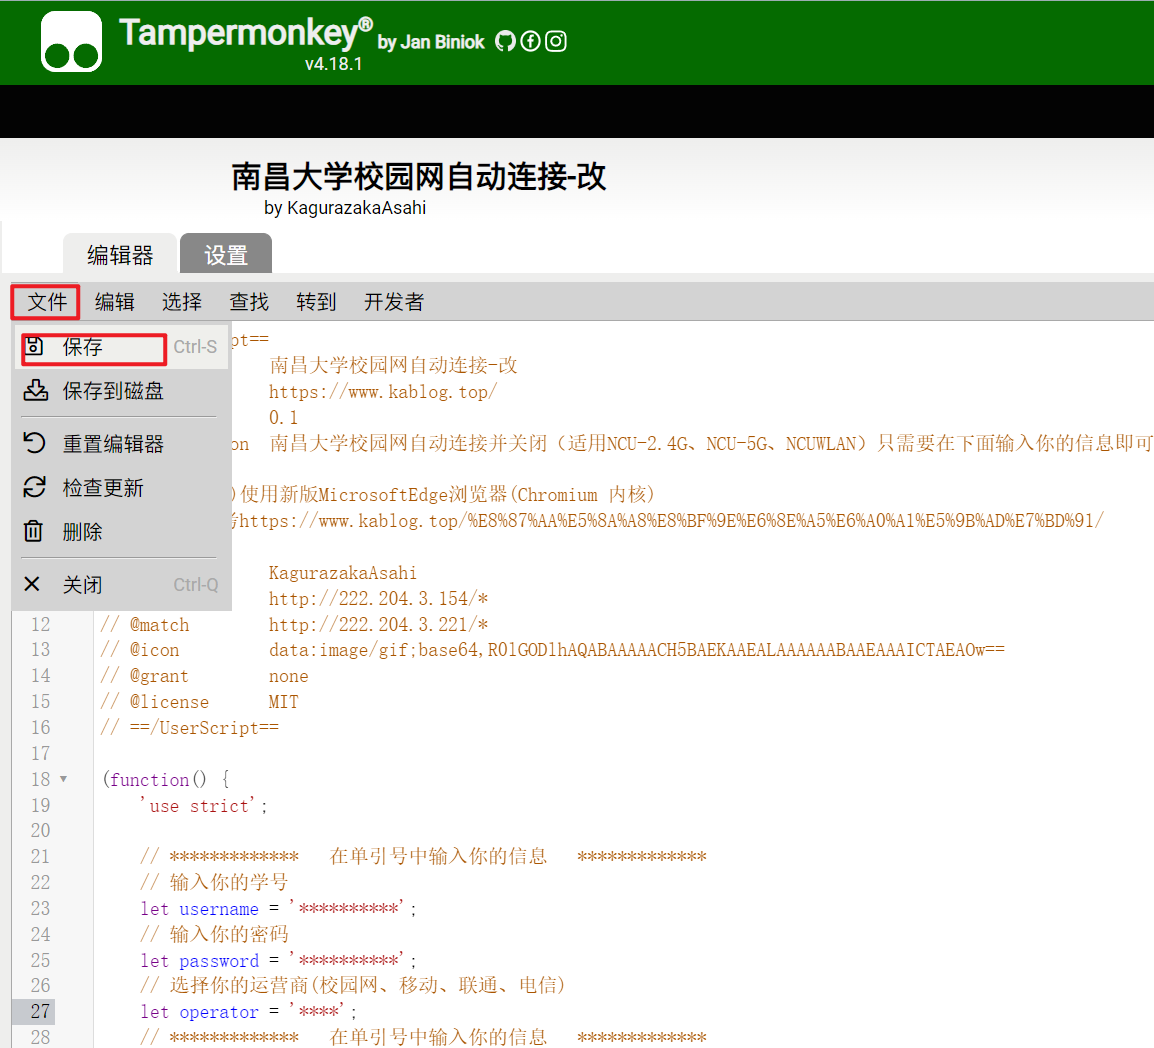 Tampermonkey® by Jan Biniok
v4.18.1
南昌大学校园网自动连接-改
by KagurazakaAsahi
编辑器 设置
文件 编辑 选择 查找 转到 开发者
保存 Ctrl-S
保存到磁盘
重置编辑器
检查更新
删除
关闭 Ctrl-Q
pt==
南昌大学校园网自动连接-改
https://www.kablog.top/
0.1
on 南昌大学校园网自动连接并关闭（适用NCU-2.4G、NCU-5G、NCUWLAN）只需要在下面输入你的信息即可
)使用新版MicrosoftEdge浏览器(Chromium 内核)
https://www.kablog.top/%E8%87%AA%E5%8A%A8%E8%BF%9E%E6%8E%A5%E6%A0%A1%E5%9B%AD%E7%BD%91/
KagurazakaAsahi
http://222.204.3.154/*
12 // @match http://222.204.3.221/*
13 // @icon data:image/gif;base64,R0lGODlhAQABAAAAACH5BAEKAAEALAAAAAABAAEAAAICTAEAOw==
14 // @grant none
15 // @license MIT
16 // ==/UserScript==
17
18 (function() {
19 'use strict';
20
21 // ************* 在单引号中输入你的信息 *************
22 // 输入你的学号
23 let username = '**********';
24 // 输入你的密码
25 let password = '**********';
26 // 选择你的运营商(校园网、移动、联通、电信)
27 let operator = '****';
28 // ************* 在单引号中输入你的信息 *************